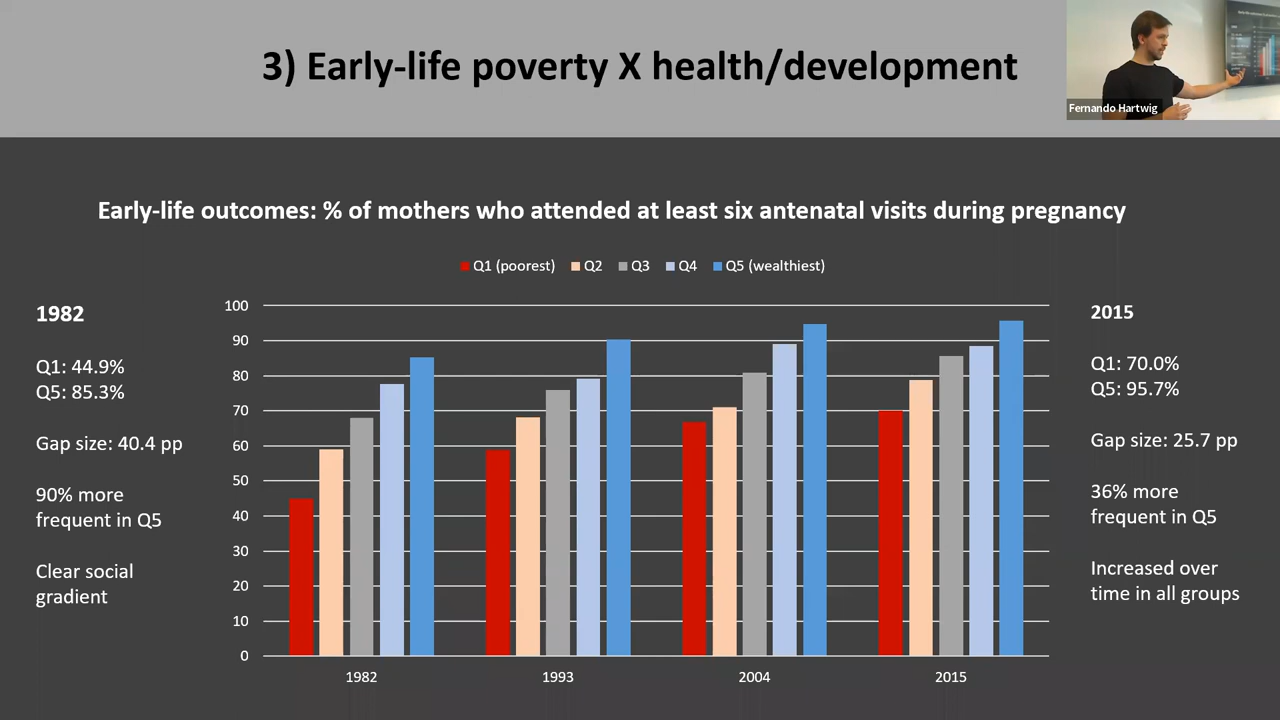 3) Early-life poverty X health/development
Fernando Hartwig
Early-life outcomes: % of mothers who attended at least six antenatal visits during pregnancy
Q1 (poorest) Q2 Q3 Q4 Q5 (wealthiest)
1982
Q1: 44.9%
Q5: 85.3%
Gap size: 40.4 pp
90% more
frequent in Q5
Clear social
gradient
100
90
80
70
60
50
40
30
20
10
0
1982 1993 2004 2015
2015
Q1: 70.0%
Q5: 95.7%
Gap size: 25.7 pp
36% more
frequent in Q5
Increased over
time in all groups